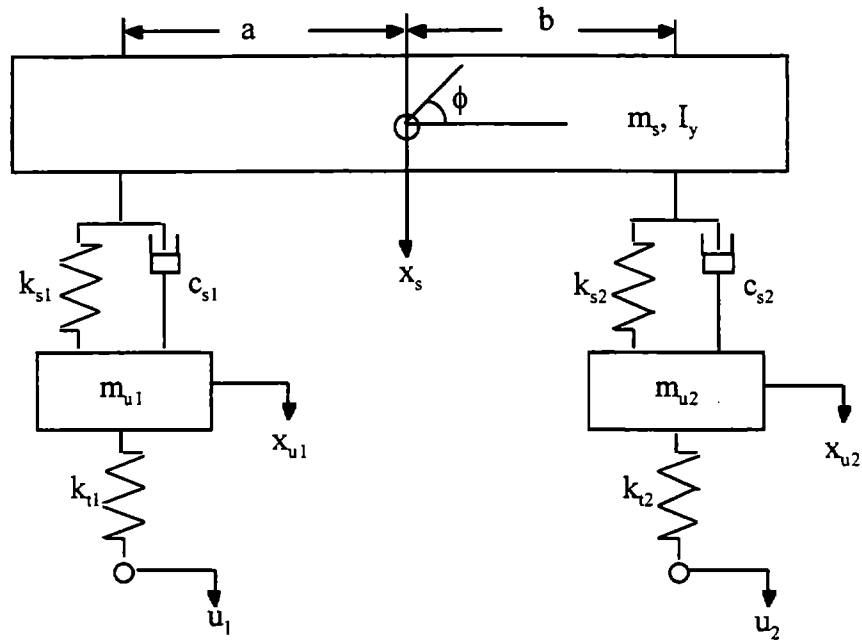 a
b
ϕ
m_s, I_y
x_s
k_s1
c_s1
k_s2
c_s2
m_u1
m_u2
x_u1
x_u2
k_t1
k_t2
u_1
u_2